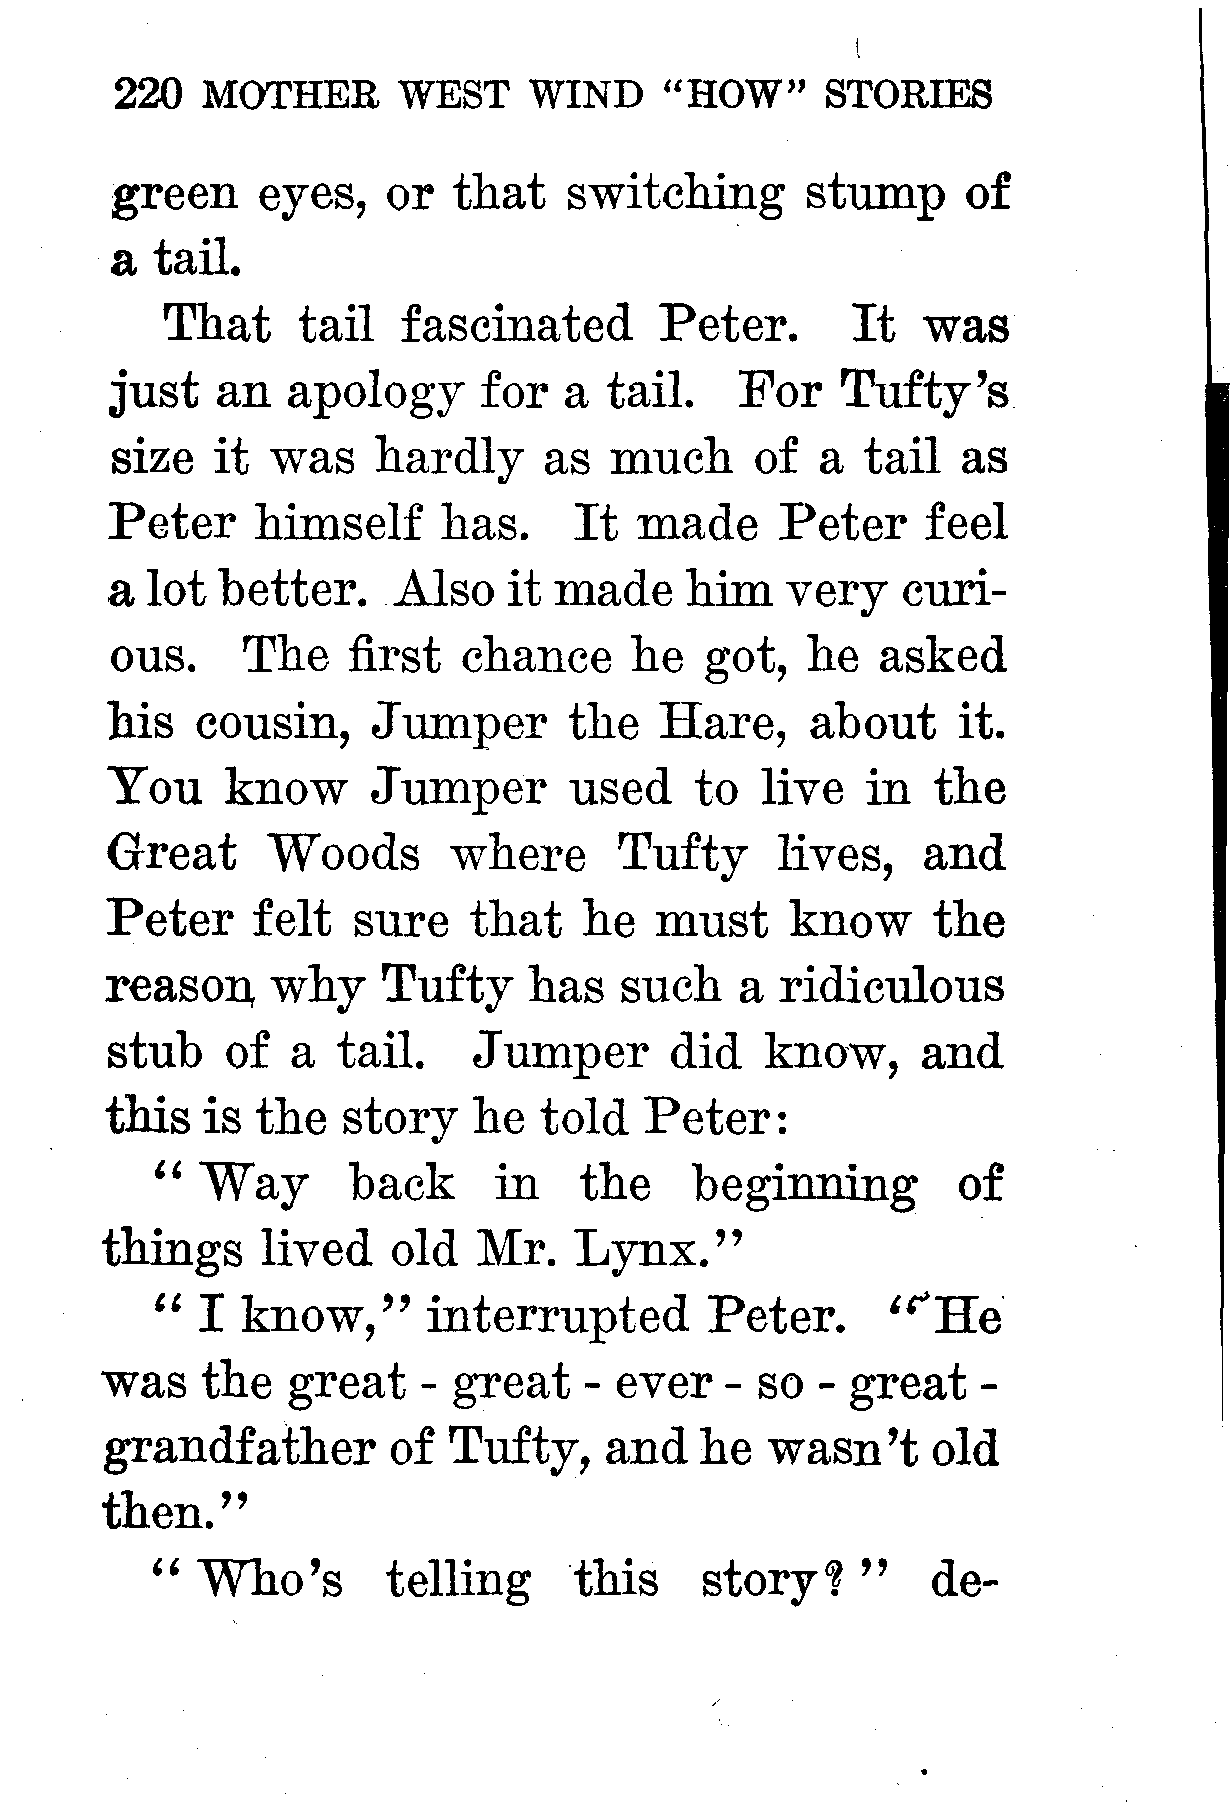 220 MOTHER WEST WIND "HOW" STORIES
green eyes, or that switching stump of
a tail.
That tail fascinated Peter. It was
just an apology for a tail. For Tufty's
size it was hardly as much of a tail as
Peter himself has. It made Peter feel
a lot better. Also it made him very curi-
ous. The first chance he got, he asked
his cousin, Jumper the Hare, about it.
You know Jumper used to live in the
Great Woods where Tufty lives, and
Peter felt sure that he must know the
reason why Tufty has such a ridiculous
stub of a tail. Jumper did know, and
this is the story he told Peter:
"Way back in the beginning of
things lived old Mr. Lynx."
"I know," interrupted Peter. "He
was the great - great - ever - so - great -
grandfather of Tufty, and he wasn't old
then."
"Who's telling this story?" de-